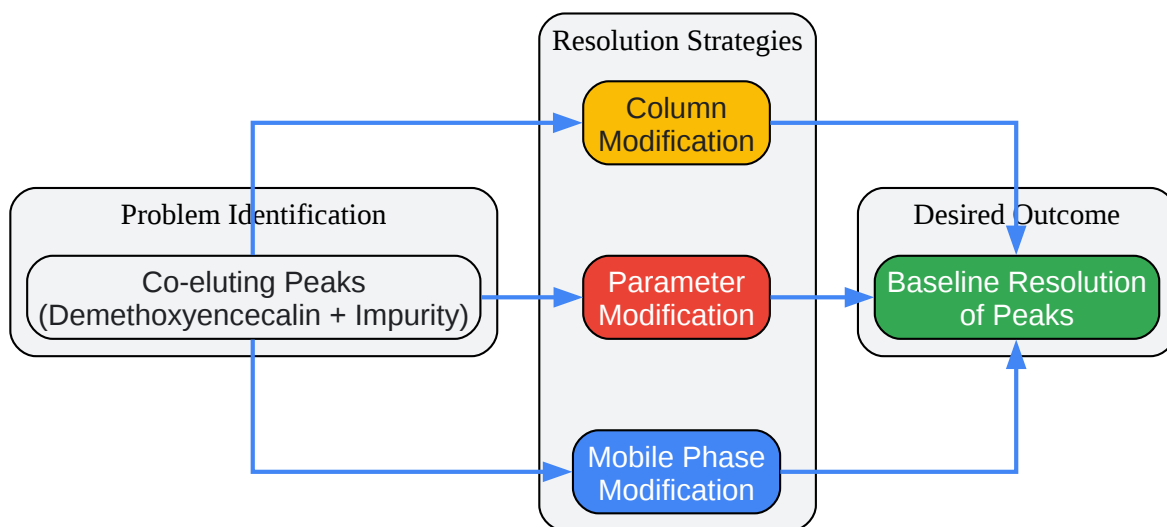 Resolution Strategies
Column
Modification
Problem Identification
Co-eluting Peaks
(Demethoxyencecalin + Impurity)
Parameter
Modification
Desired Outcome
Baseline Resolution
of Peaks
Mobile Phase
Modification